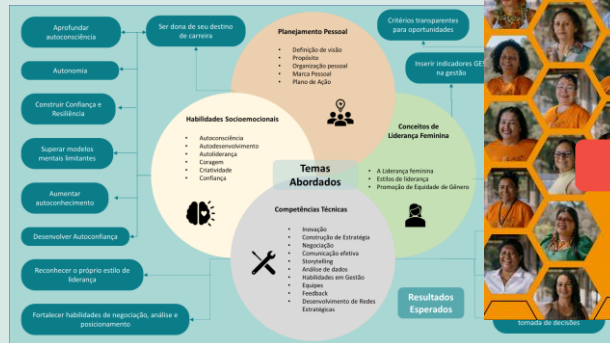 Aprofundar
autoconsciência
Autonomia
Construir Confiança e
Resiliência
Superar modelos
mentais limitantes
Aumentar
autoconhecimento
Desenvolver Autoconfiança
Reconhecer o próprio estilo de
liderança
Fortalecer habilidades de negociação, análise e
posicionamento
Ser dona de seu destino
de carreira
Planejamento Pessoal
• Definição de visão
• Propósito
• Organização pessoal
• Marca Pessoal
• Plano de Ação
Habilidades Socioemocionais
• Autoconsciência
• Autodesenvolvimento
• Autoliderança
• Coragem
• Criatividade
• Confiança
Temas
Abordados
Conceitos de
Liderança Feminina
• A Liderança feminina
• Estilos de liderança
• Promoção de Equidade de Gênero
Competências Técnicas
• Inovação
• Construção de Estratégia
• Negociação
• Comunicação efetiva
• Storytelling
• Análise de dados
• Habilidades em Gestão
• Equipes
• Feedback
• Desenvolvimento de Redes
Estratégicas
Critérios transparentes
para oportunidades
Inserir indicadores GES
na gestão
Resultados
Esperados
tomada de decisões